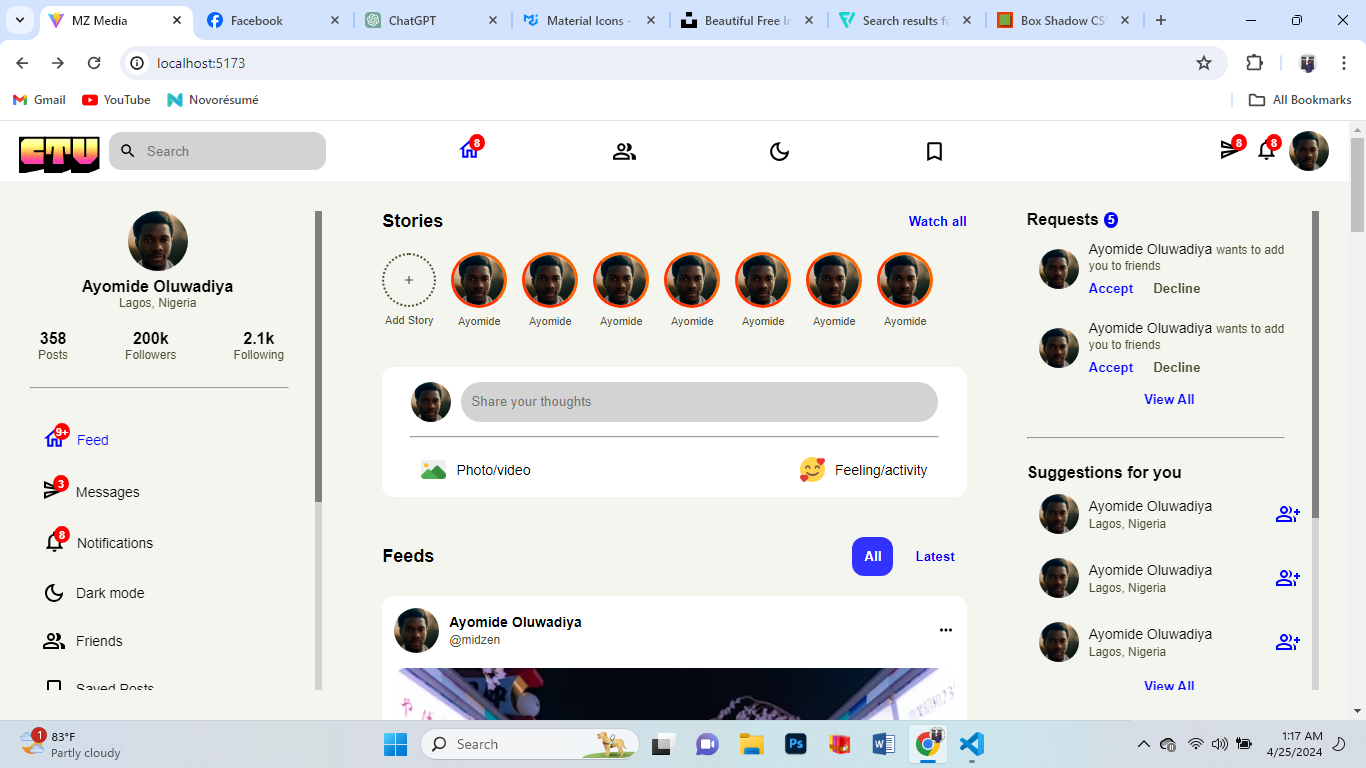 MZ Media
Facebook
ChatGPT
Material Icons -
Beautiful Free
Search results
Box Shadow CSS
localhost:5173
Gmail
YouTube
Novorésumé
All Bookmarks
CTV
Search
8
8
8
Ayomide Oluwadiya
Lagos, Nigeria
358
200k
2.1k
Posts
Followers
Following
9+
Feed
3
Messages
8
Notifications
Dark mode
Friends
Saved Posts
Stories
Watch all
+
Add Story
Ayomide
Ayomide
Ayomide
Ayomide
Ayomide
Ayomide
Ayomide
Share your thoughts
Photo/video
Feeling/activity
Feeds
All
Latest
Ayomide Oluwadiya
@midzen
Requests 5
Ayomide Oluwadiya wants to add
you to friends
Accept
Decline
Ayomide Oluwadiya wants to add
you to friends
Accept
Decline
View All
Suggestions for you
Ayomide Oluwadiya
Lagos, Nigeria
Ayomide Oluwadiya
Lagos, Nigeria
Ayomide Oluwadiya
Lagos, Nigeria
View All
1
83°F
Partly cloudy
Search
Ps
W
1:17 AM
4/25/2024